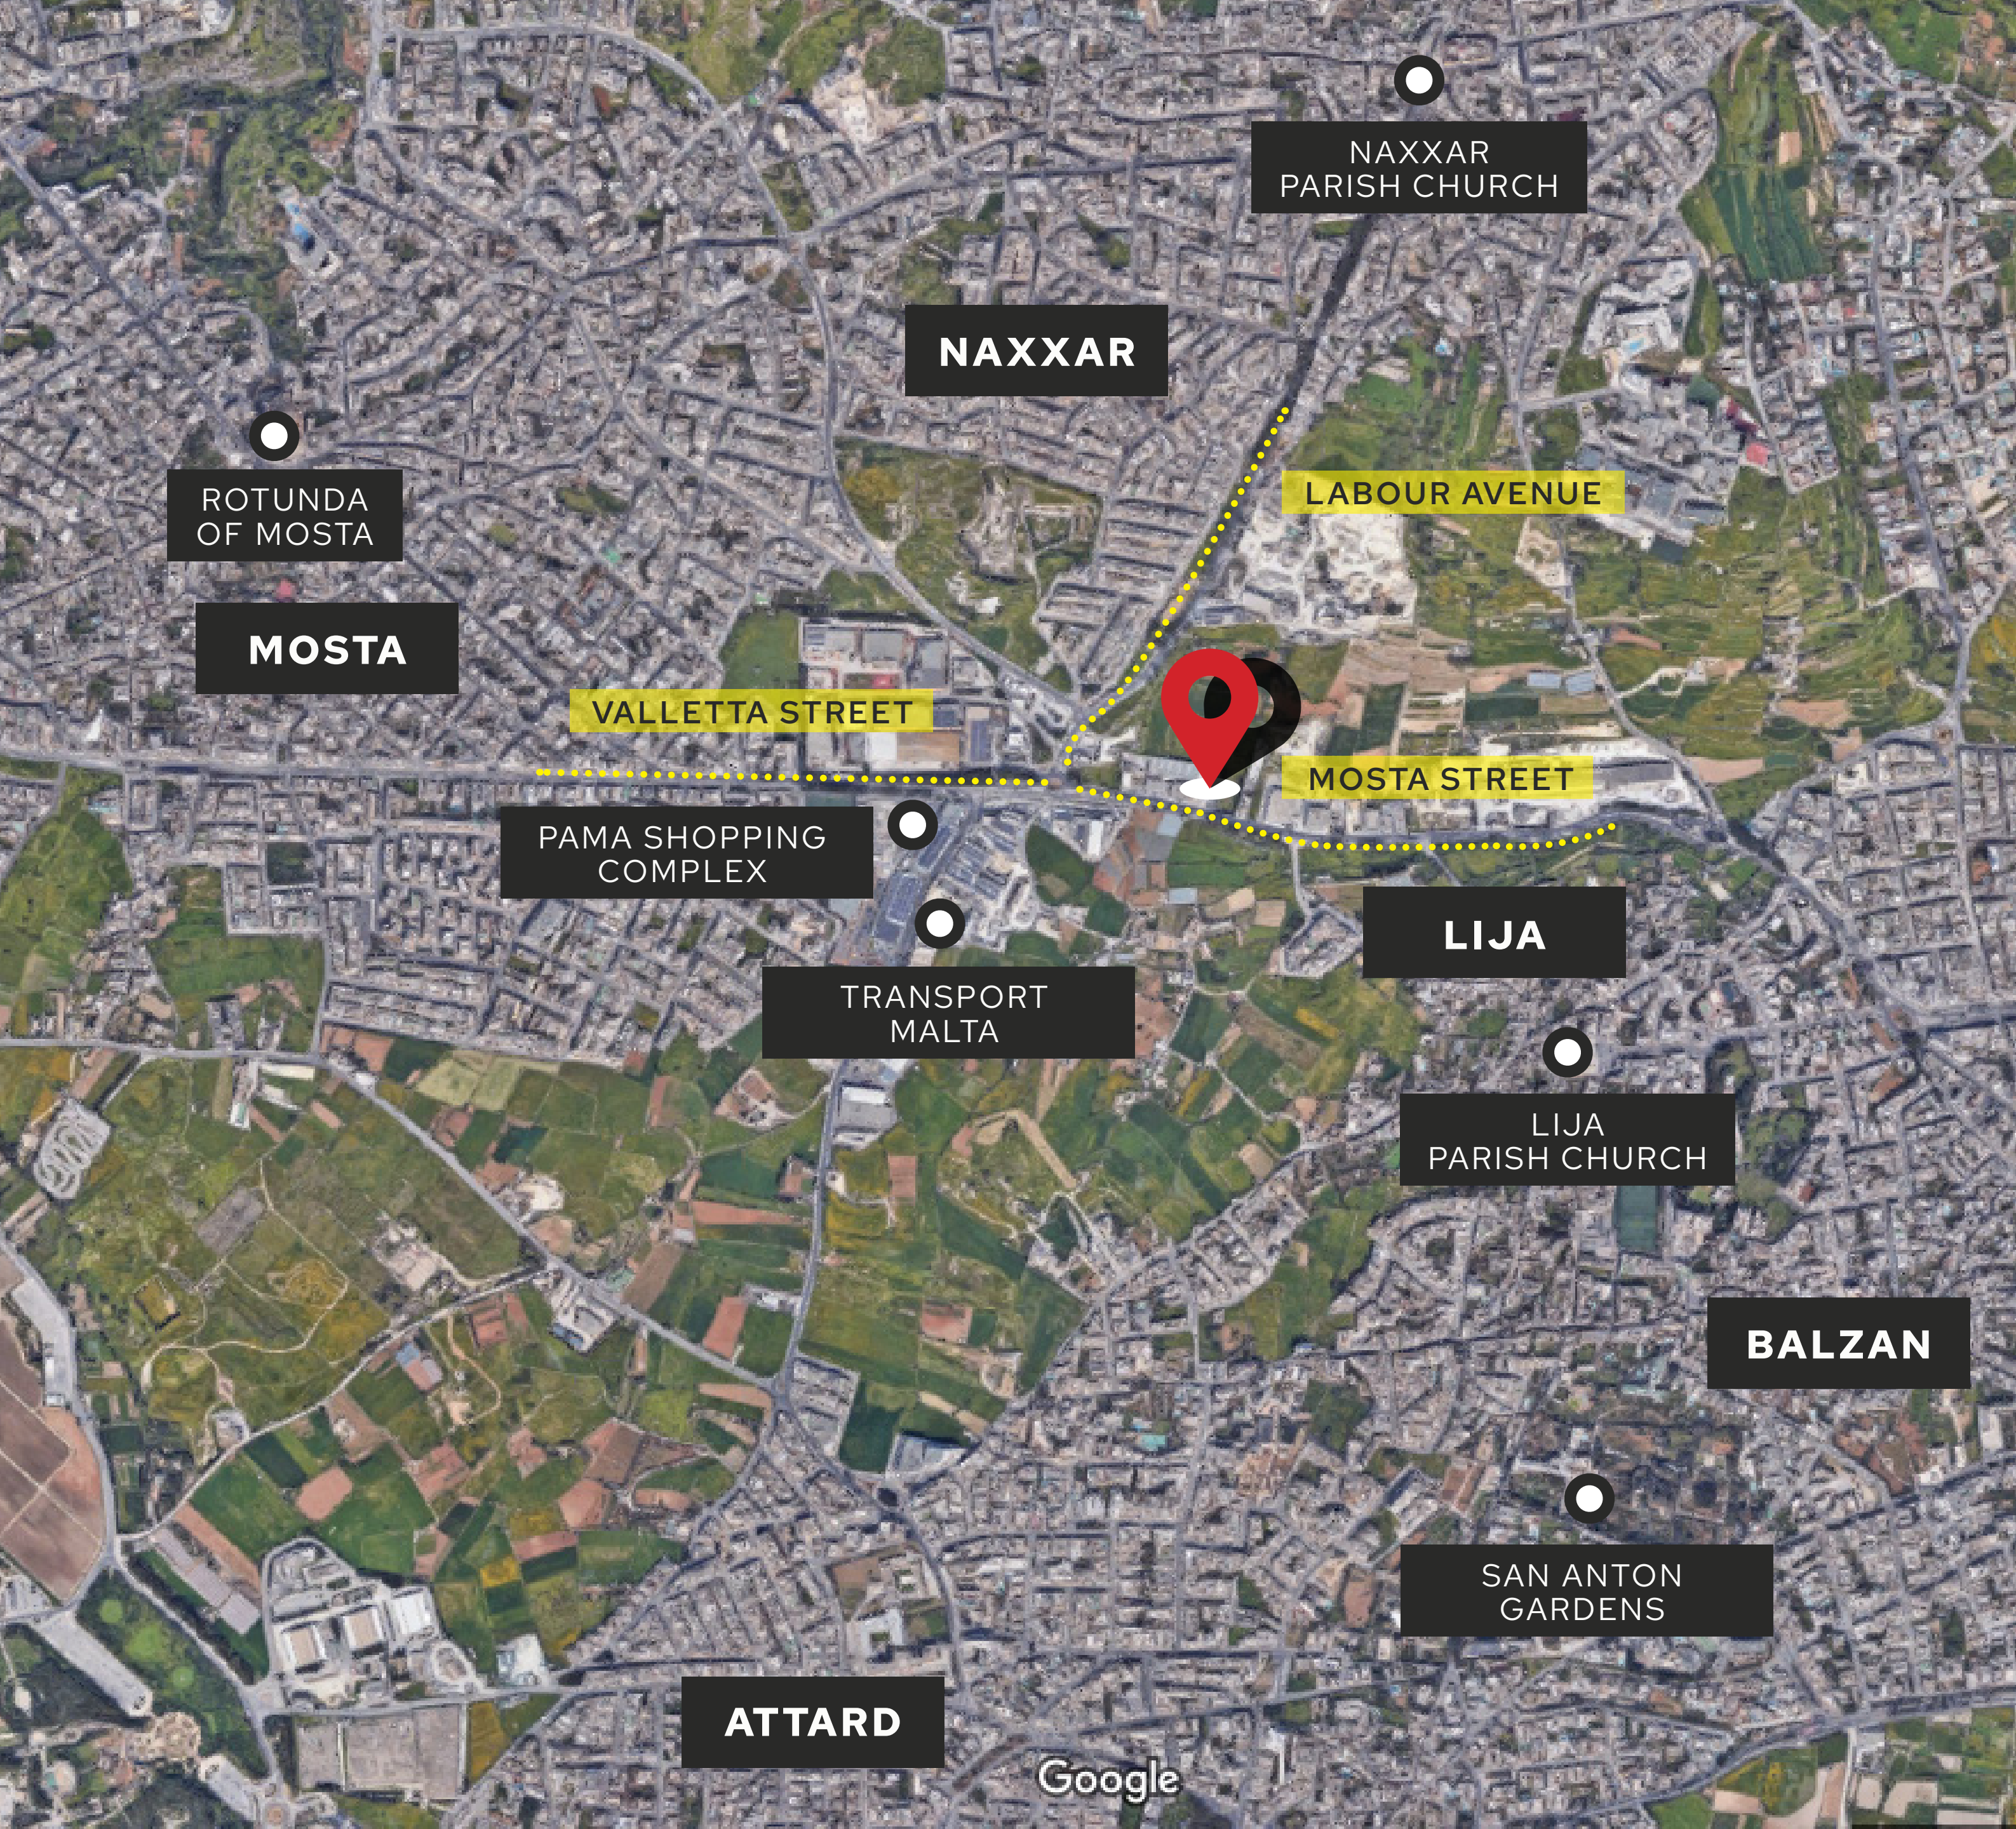 NAXXAR
PARISH CHURCH
NAXXAR
ROTUNDA
OF MOSTA
LABOUR AVENUE
MOSTA
VALLETTA STREET
MOSTA STREET
PAMA SHOPPING
COMPLEX
LIJA
TRANSPORT
MALTA
LIJA
PARISH CHURCH
BALZAN
SAN ANTON
GARDENS
ATTARD
Google